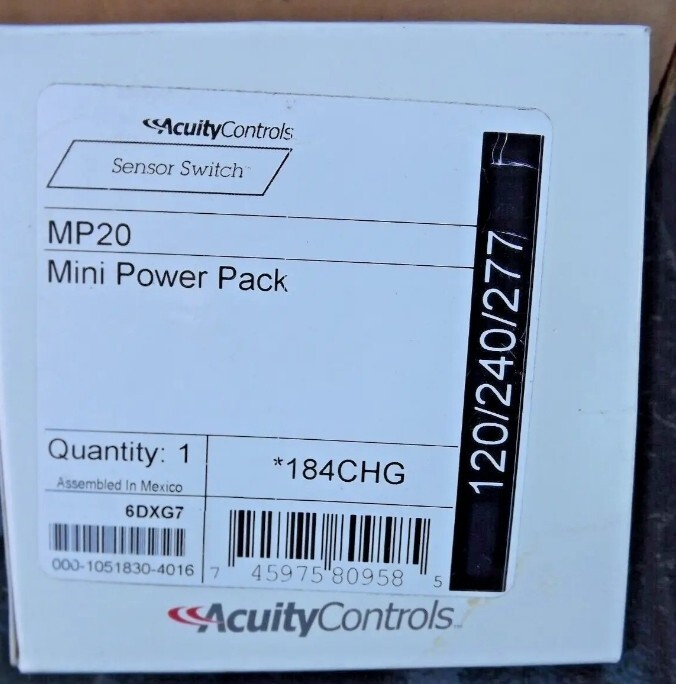 AcuityControls
Sensor Switch
MP20
Mini Power Pack
120/240/277
Quantity: 1
Assembled In Mexico
*184CHG
6DXG7
000-1051830-4016
7 45975 80958 5
AcuityControls